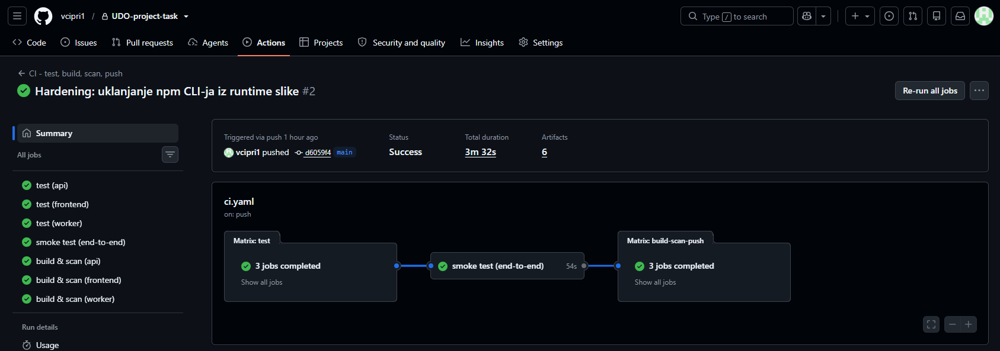 vcipri1 / UDO-project-task
Type / to search
Code Issues Pull requests Agents Actions Projects Security and quality Insights Settings
CI - test, build, scan, push
Hardening: uklanjanje npm CLI-ja iz runtime slike #2
Re-run all jobs
Summary
All jobs
test (api)
test (frontend)
test (worker)
smoke test (end-to-end)
build & scan (api)
build & scan (frontend)
build & scan (worker)
Run details
Usage
Triggered via push 1 hour ago
vcipri1 pushed d6059f4 main
Status
Success
Total duration
3m 32s
Artifacts
6
ci.yaml
on: push
Matrix: test
3 jobs completed
Show all jobs
smoke test (end-to-end) 54s
Matrix: build-scan-push
3 jobs completed
Show all jobs